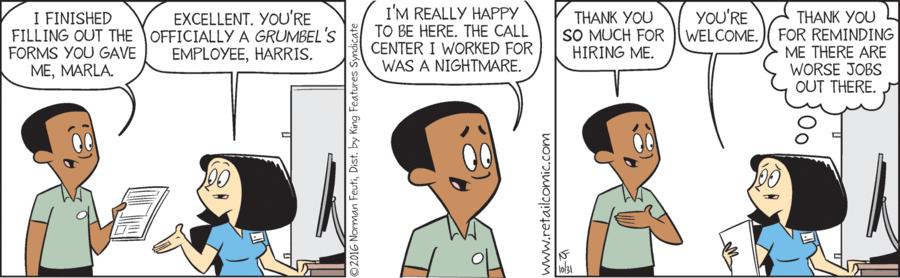 I FINISHED
FILLING OUT THE
FORMS YOU GAVE
ME, MARLA.
EXCELLENT. YOU'RE
OFFICIALLY A GRUMBEL'S
EMPLOYEE, HARRIS.
©2016 Norman Feuti, Dist. by King Features Syndicate
I'M REALLY HAPPY
TO BE HERE. THE CALL
CENTER I WORKED FOR
WAS A NIGHTMARE.
www.retailcomic.com
THANK YOU
SO MUCH FOR
HIRING ME.
YOU'RE
WELCOME.
THANK YOU
FOR REMINDING
ME THERE ARE
WORSE JOBS
OUT THERE.
10/31